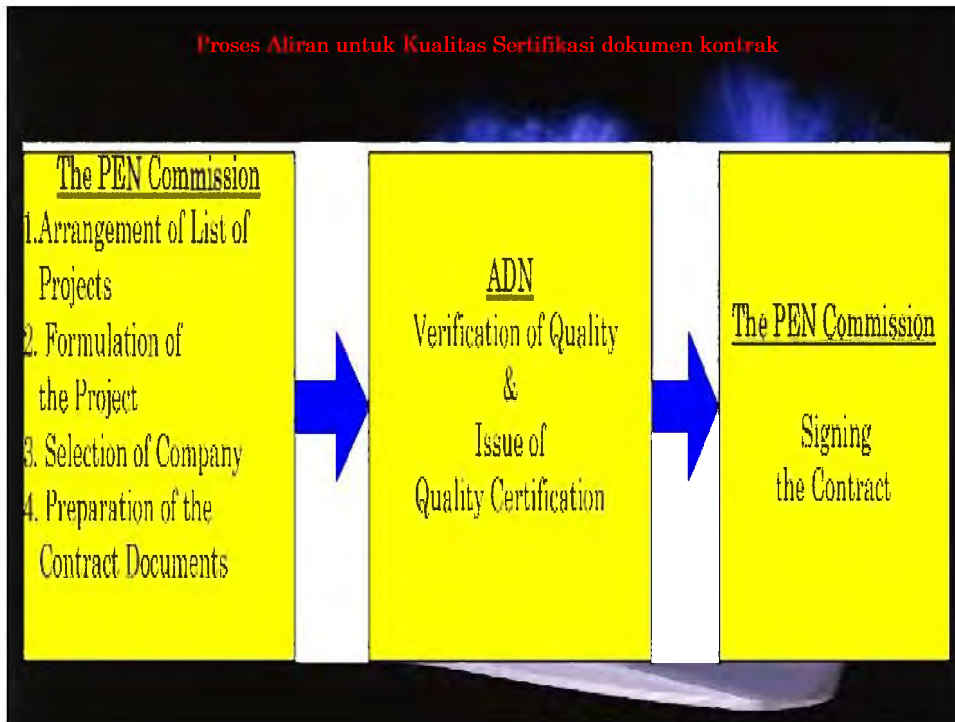 Proses Aliran untuk Kualitas Sertifikasi dokumen kontrak
The PEN Commission
1.Arrangement of List of
Projects
2. Formulation of
the Project
3. Selection of Company
4. Preparation of the
Contract Documents
ADN
Verification of Quality
&
Issue of
Quality Certification
The PEN Commission
Signing
the Contract